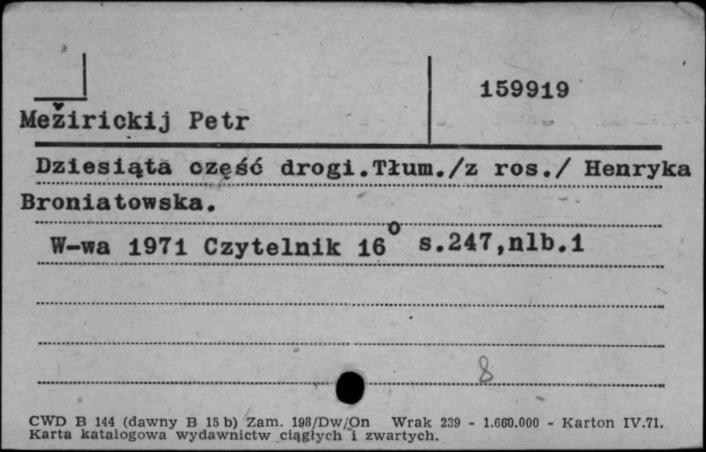 159919
Mežirickij Petr
Dziesiąta część drogi.Tłum./z ros./ Henryka
Broniatowska.
W-wa 1971 Czytelnik 16° s.247,nlb.1
8
CWD B 144 (dawny B 15 b) Zam. 198/Dw/On Wrak 239 - 1.660.000 - Karton IV.71.
Karta katalogowa wydawnictw ciągłych i zwartych.